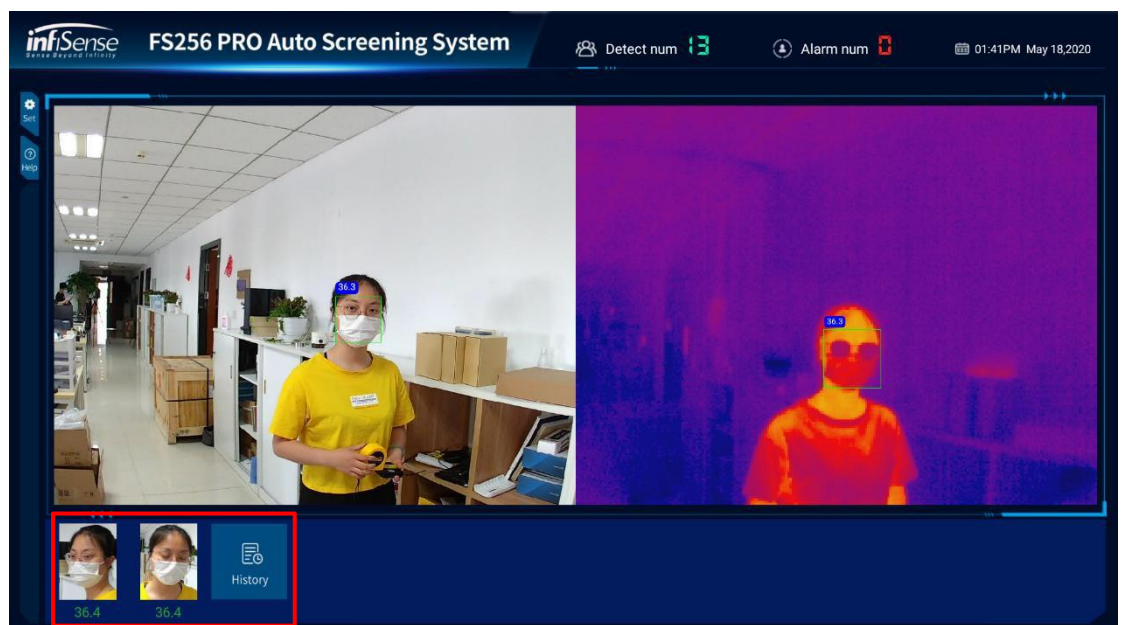 infiSense
Sense Beyond Infinity
FS256 PRO Auto Screening System
Detect num 13
Alarm num 0
01:41PM May 18,2020
Set
Help
36.3
36.3
History
36.4
36.4